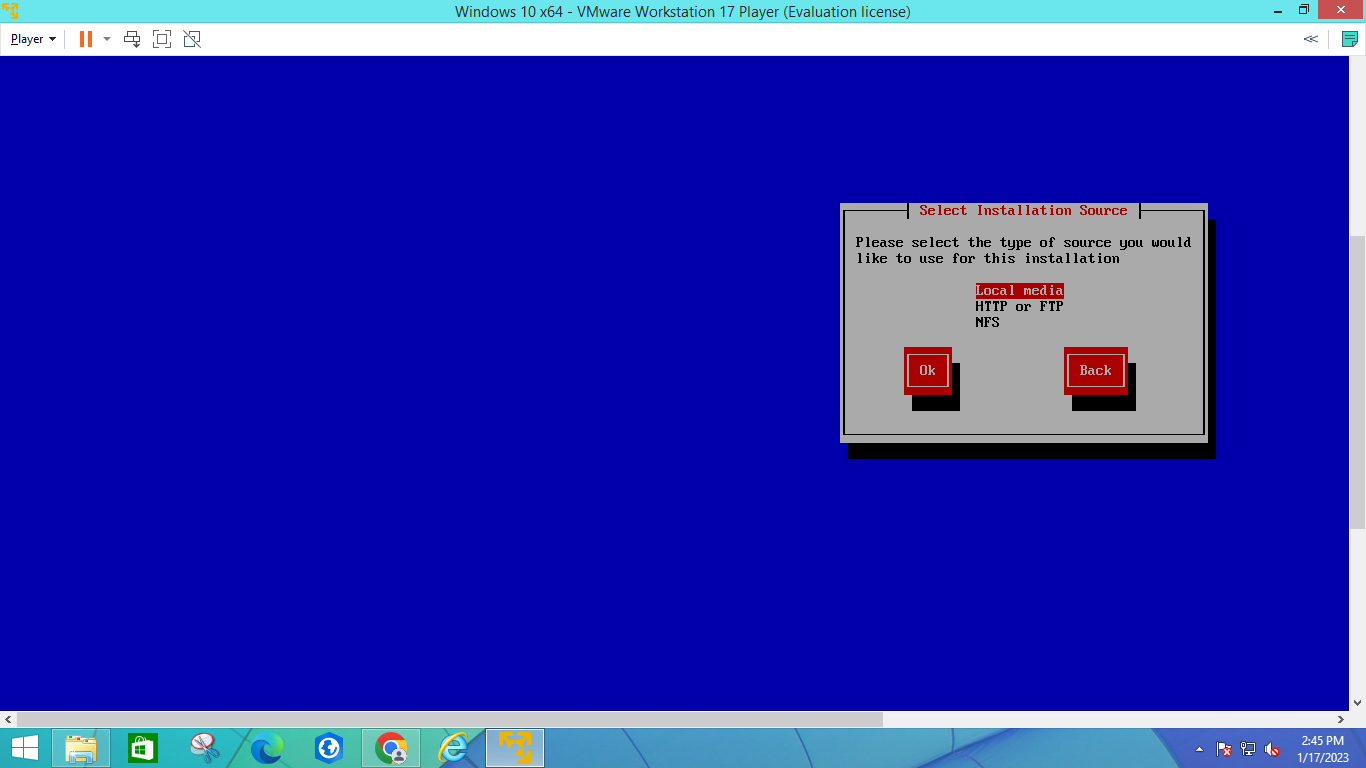 Windows 10 x64 - VMware Workstation 17 Player (Evaluation license)
Player
Select Installation Source
Please select the type of source you would
like to use for this installation
Local media
HTTP or FTP
NFS
Ok Back
2:45 PM
1/17/2023